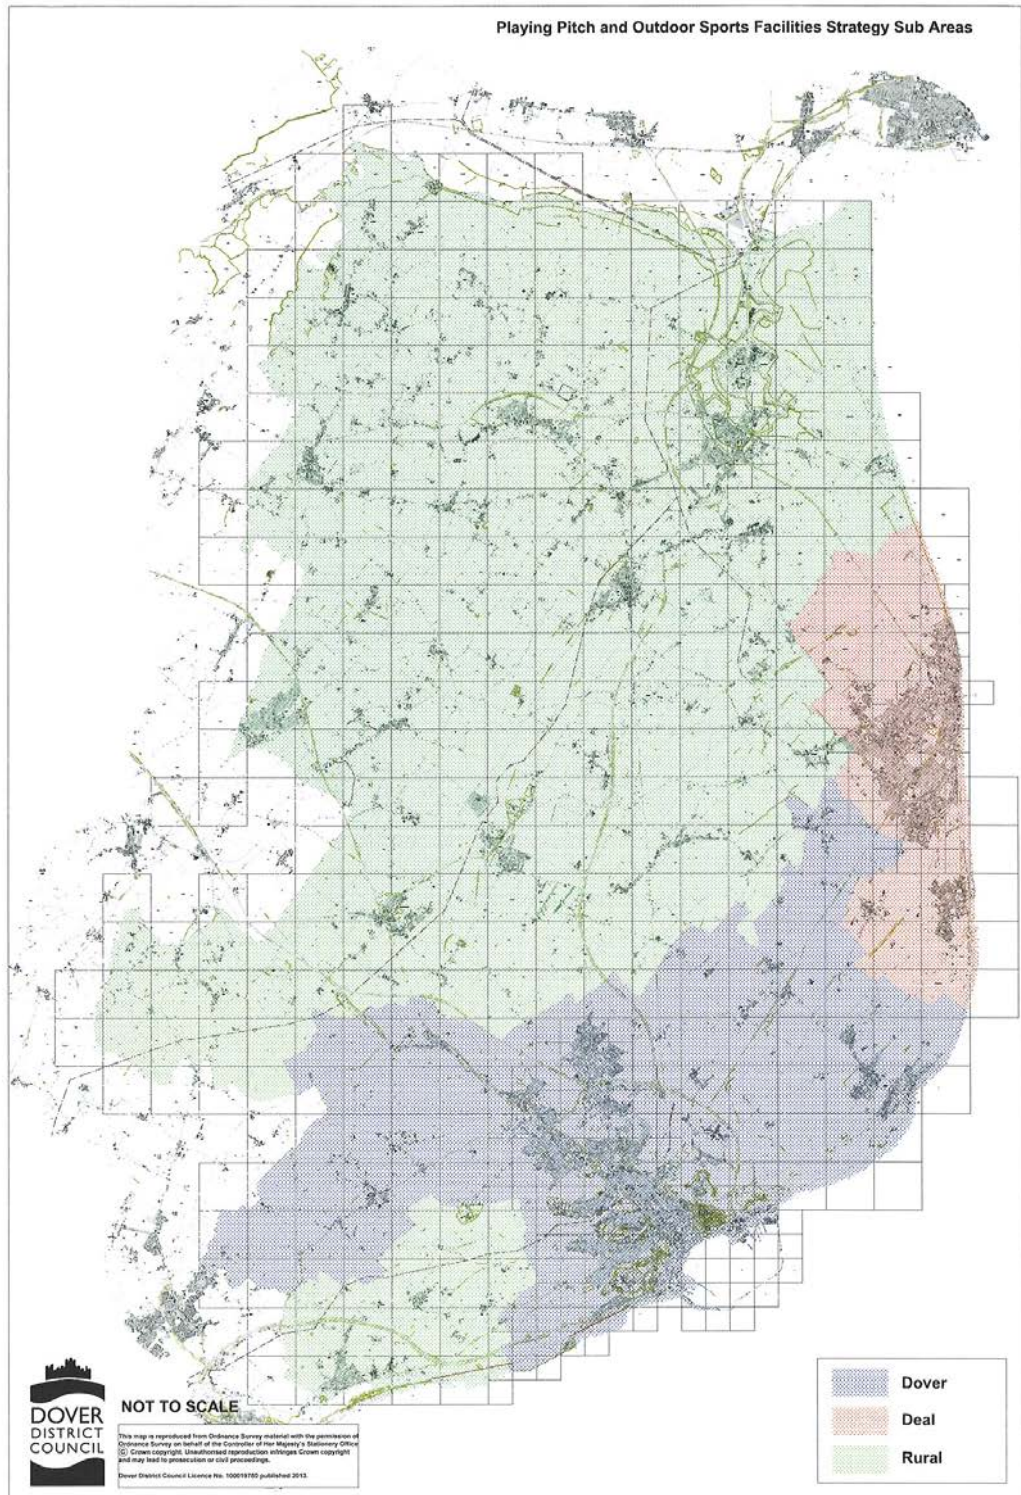 Playing Pitch and Outdoor Sports Facilities Strategy Sub Areas
DOVER
DISTRICT
COUNCIL
NOT TO SCALE
This map is reproduced from Ordnance Survey material with the permission of
Ordnance Survey on behalf of the Controller of Her Majesty's Stationery Office
(C) Crown copyright. Unauthorised reproduction infringes Crown copyright
and may lead to prosecution or civil proceedings.
Dover District Council Licence No. published 2013.
Dover
Deal
Rural